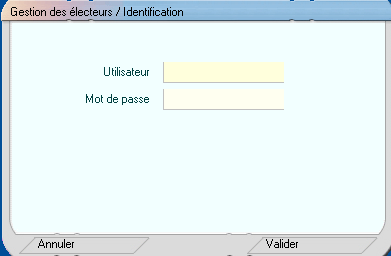 Gestion des électeurs / Identification
Utilisateur
Mot de passe
Annuler
Valider